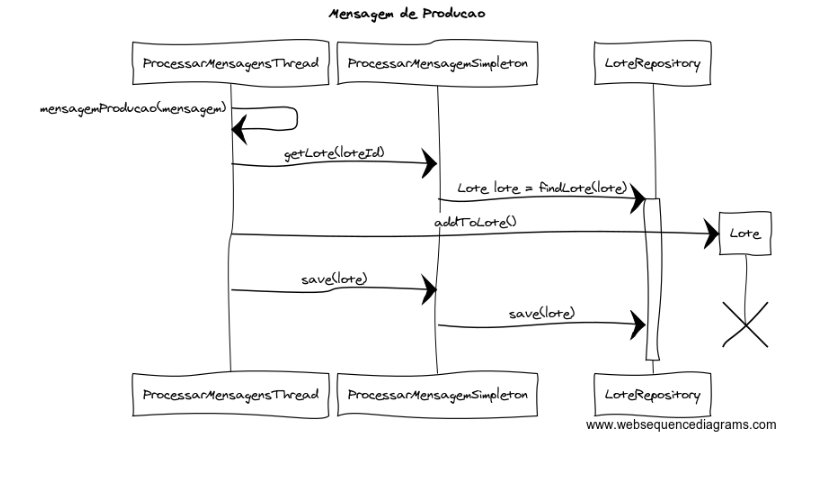 Mensagem de Producao
ProcessarMensagensThread
ProcessarMensagemSimpleton
LoteRepository
mensagemProducao(mensagem)
getLote(loteId)
Lote lote = findLote(lote)
addToLote()
Lote
save(lote)
save(lote)
ProcessarMensagensThread
ProcessarMensagemSimpleton
LoteRepository
www.websequencediagrams.com